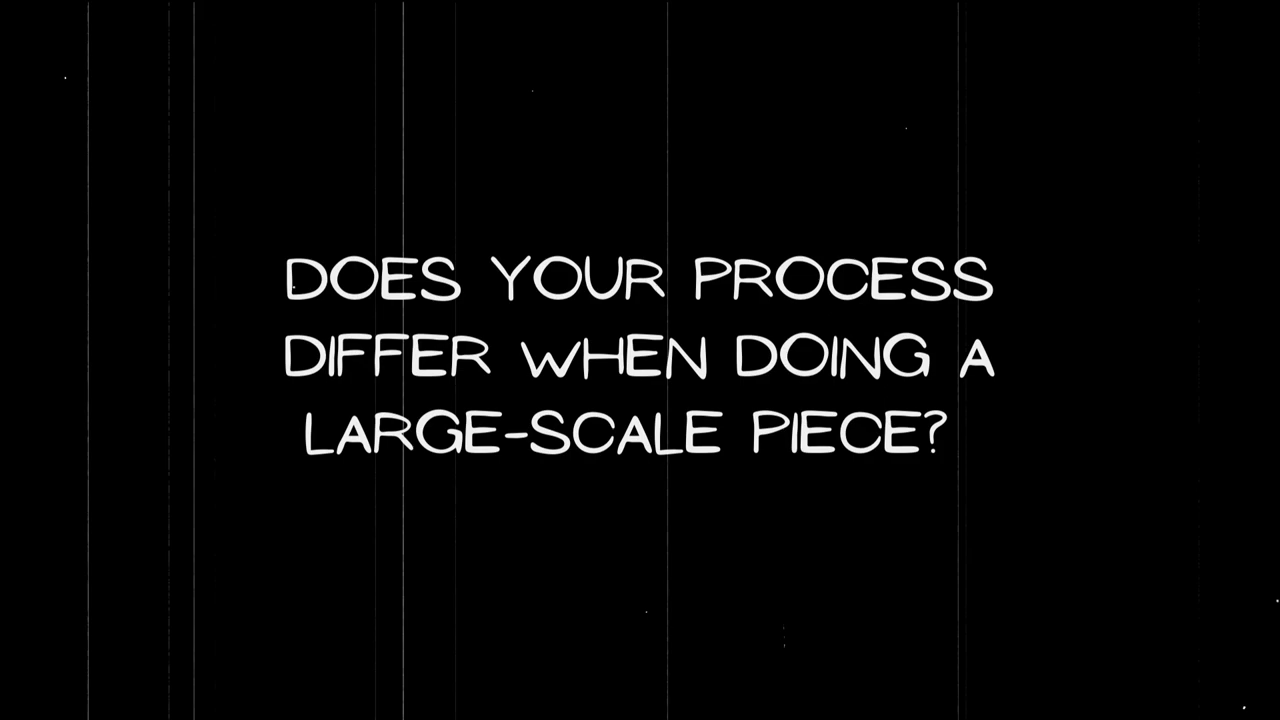 DOES YOUR PROCESS
DIFFER WHEN DOING A
LARGE-SCALE PIECE?